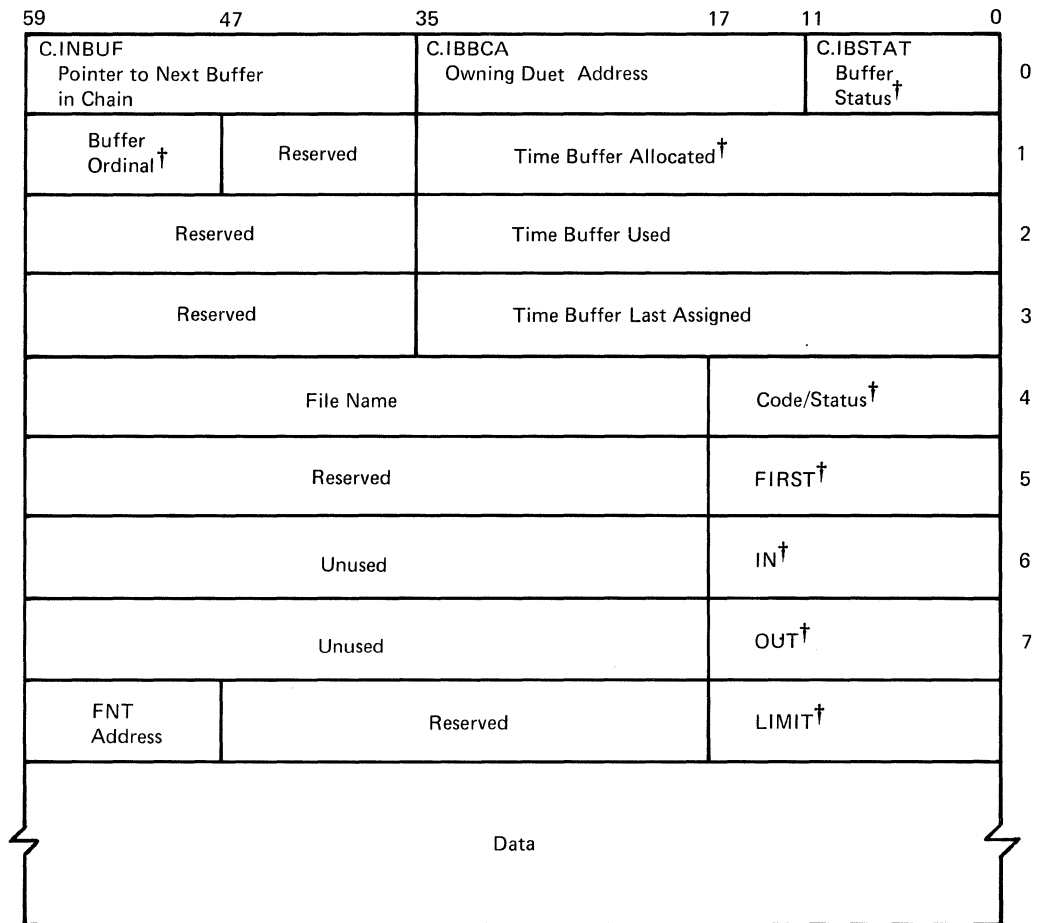 59 47 35 17 11 0
C.INBUF
Pointer to Next Buffer
in Chain
C.IBBCA
Owning Duet Address
C.IBSTAT
Buffer
Status†
0
Buffer
Ordinal†
Reserved
Time Buffer Allocated†
1
Reserved
Time Buffer Used
2
Reserved
Time Buffer Last Assigned
3
File Name
Code/Status†
4
Reserved
FIRST†
5
Unused
IN†
6
Unused
OUT†
7
FNT
Address
Reserved
LIMIT†
Data